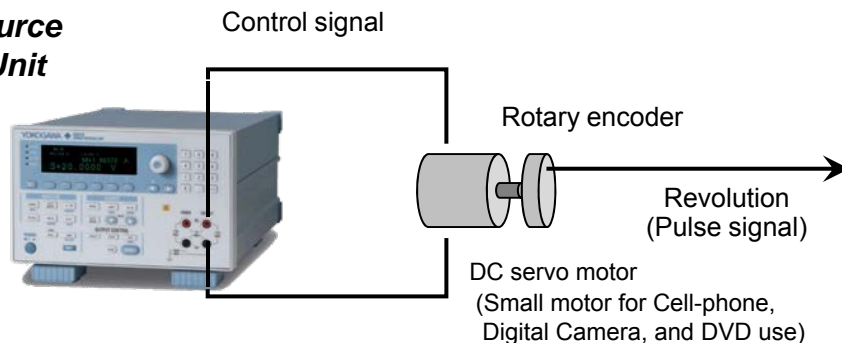 urce
Unit
Control signal
YOKOGAWA
Rotary encoder
Revolution
(Pulse signal)
DC servo motor
(Small motor for Cell-phone,
Digital Camera, and DVD use)